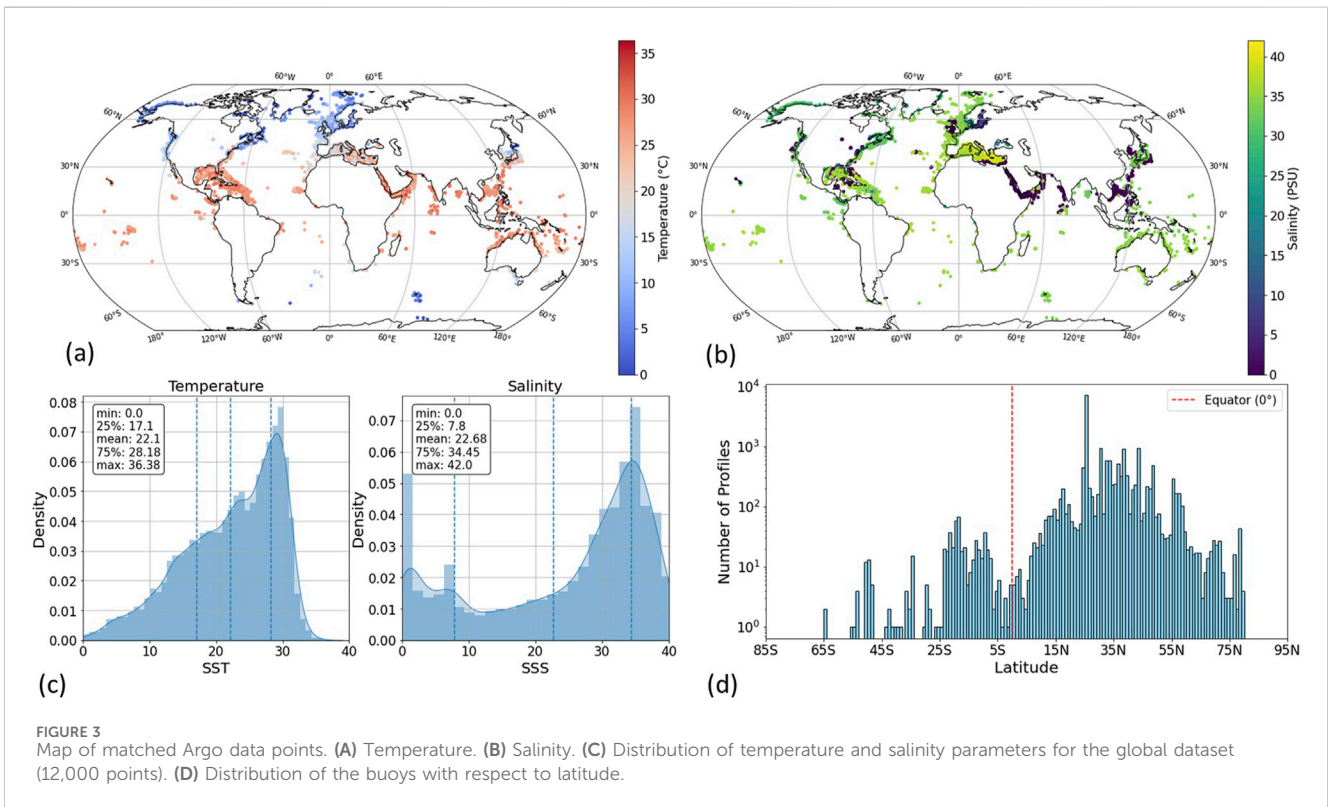 60°W 0° 60°E
60°N 60°N
30°N 30°N
0° 0°
30°S 30°S
60°S 60°S
180° 120°W 60°W 0° 60°E 120°E 180°
35
30
25
20
15
10
5
0
Temperature (°C)
(a)
60°W 0° 60°E
60°N 60°N
30°N 30°N
0° 0°
30°S 30°S
60°S 60°S
180° 120°W 60°W 0° 60°E 120°E 180°
40
35
30
25
20
15
10
5
0
Salinity (PSU)
(b)
Temperature
min: 0.0
25%: 17.1
mean: 22.1
75%: 28.18
max: 36.38
0.08
0.07
0.06
0.05
0.04
0.03
0.02
0.01
0.00
Density
0 10 20 30 40
SST
Salinity
min: 0.0
25%: 7.8
mean: 22.68
75%: 34.45
max: 42.0
0.07
0.06
0.05
0.04
0.03
0.02
0.01
0.00
Density
0 10 20 30 40
SSS
(c)
10⁴
10³
10²
10¹
10⁰
Number of Profiles
Equator (0°)
85S 65S 45S 25S 5S 15N 35N 55N 75N 95N
Latitude
(d)
FIGURE 3
Map of matched Argo data points. (A) Temperature. (B) Salinity. (C) Distribution of temperature and salinity parameters for the global dataset
(12,000 points). (D) Distribution of the buoys with respect to latitude.